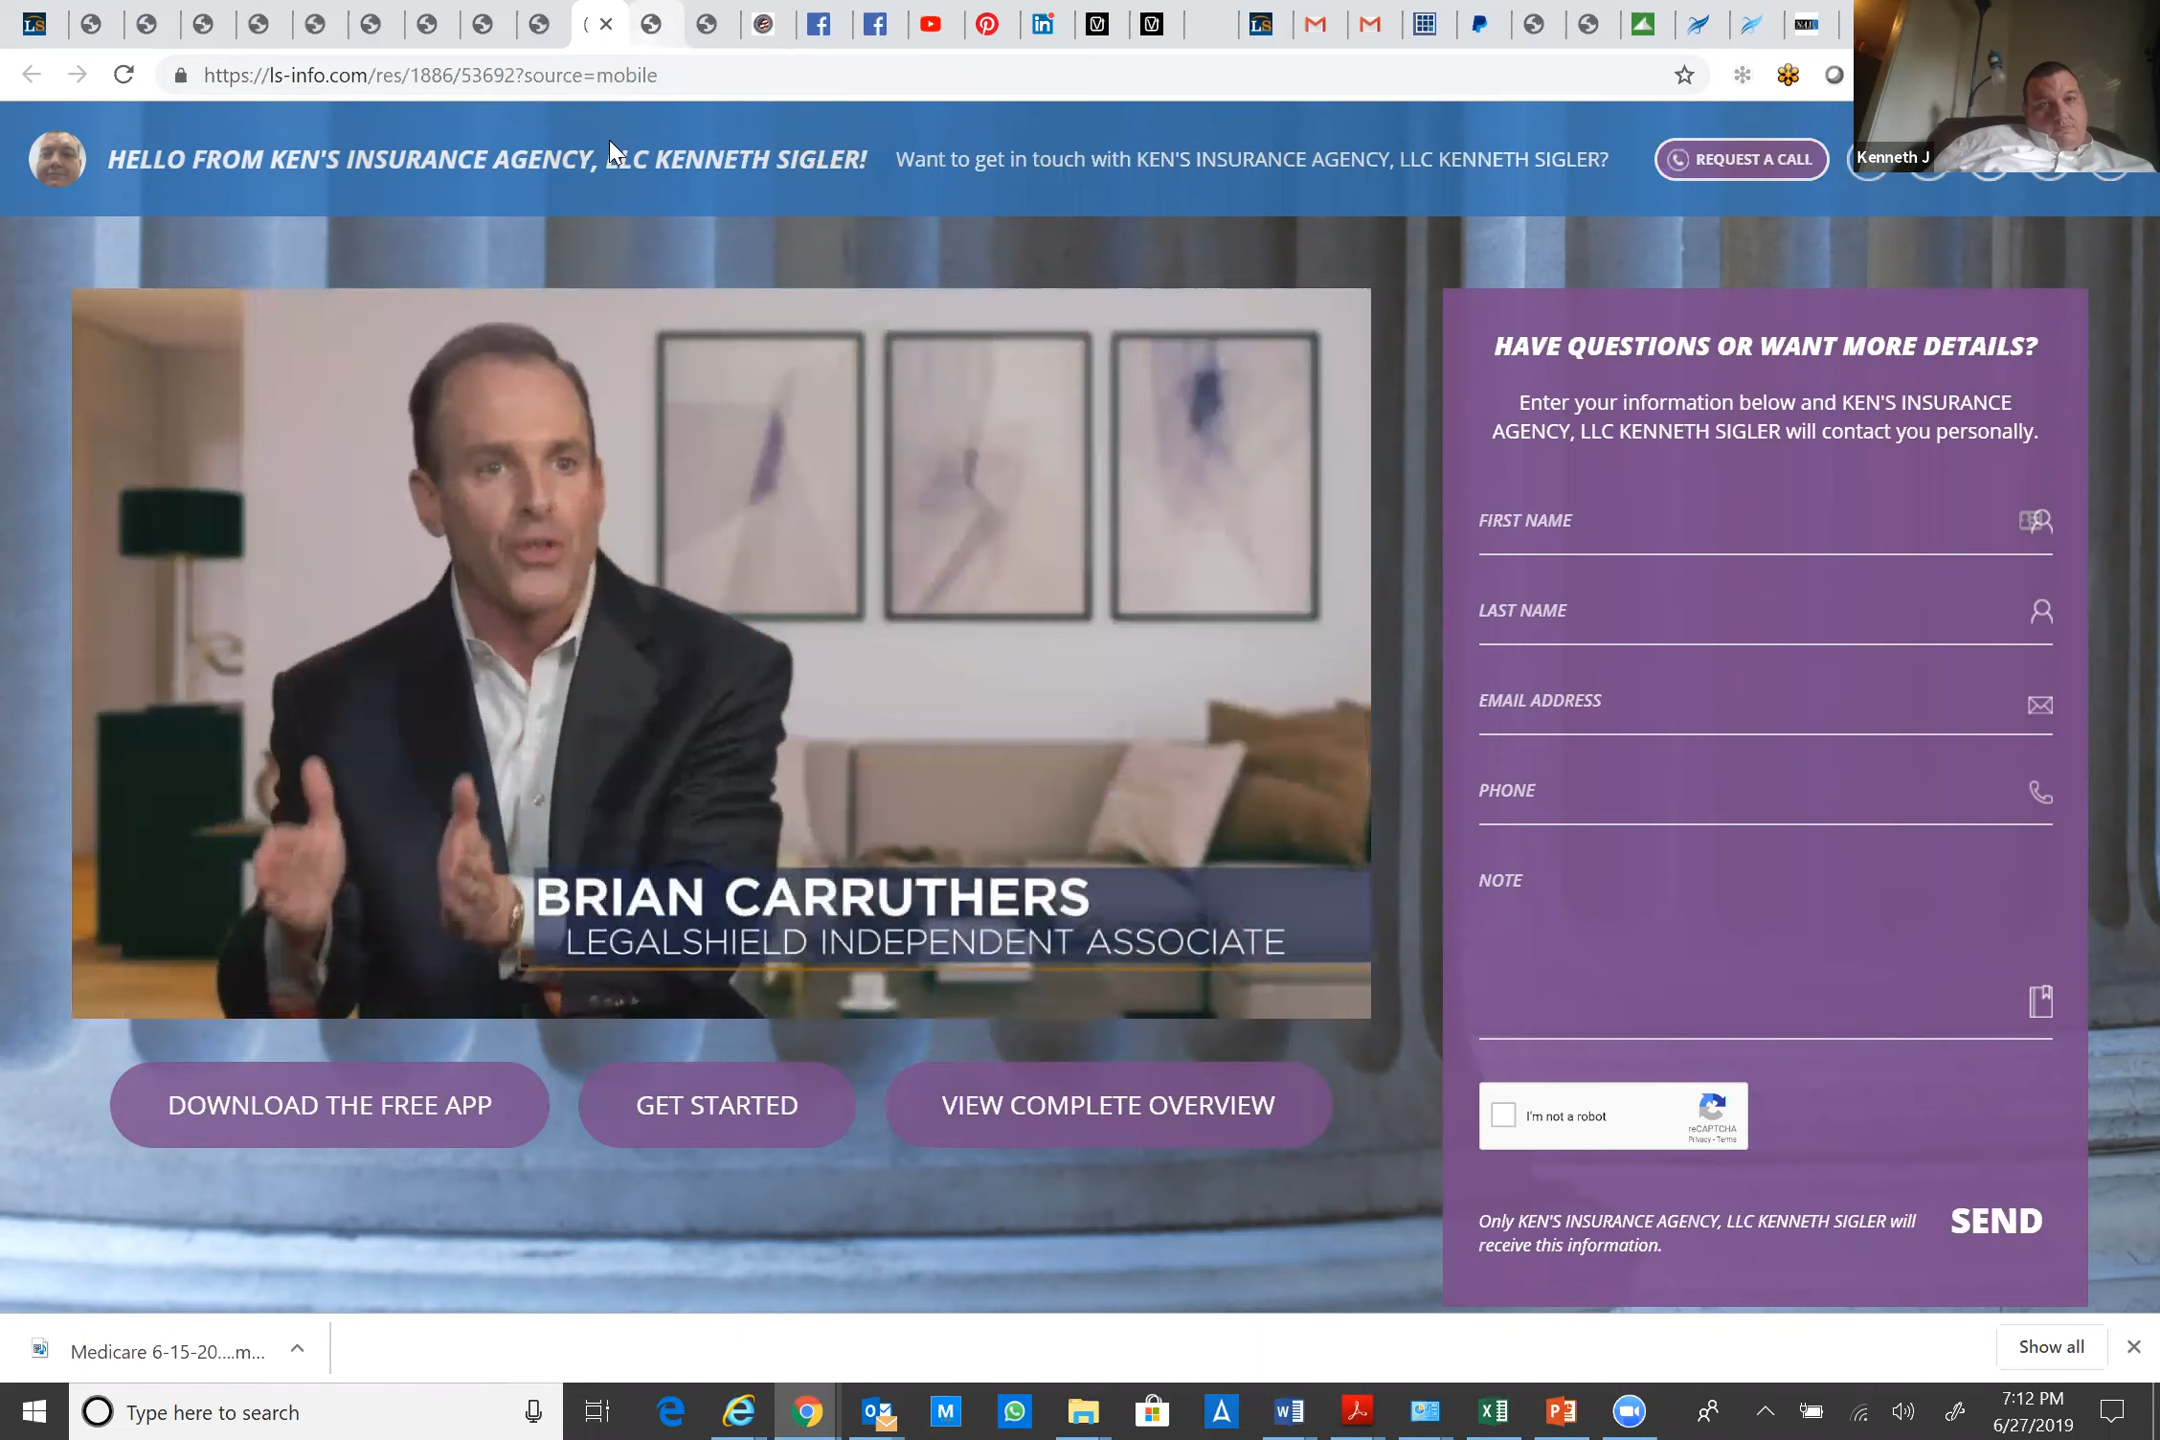 https://ls-info.com/res/1886/53692?source=mobile
HELLO FROM KEN'S INSURANCE AGENCY, LLC KENNETH SIGLER!
Want to get in touch with KEN'S INSURANCE AGENCY, LLC KENNETH SIGLER?
REQUEST A CALL
Kenneth J
HAVE QUESTIONS OR WANT MORE DETAILS?
Enter your information below and KEN'S INSURANCE
AGENCY, LLC KENNETH SIGLER will contact you personally.
FIRST NAME
LAST NAME
EMAIL ADDRESS
PHONE
NOTE
BRIAN CARRUTHERS
LEGALSHIELD INDEPENDENT ASSOCIATE
DOWNLOAD THE FREE APP
GET STARTED
VIEW COMPLETE OVERVIEW
I'm not a robot
reCAPTCHA
Privacy - Terms
Only KEN'S INSURANCE AGENCY, LLC KENNETH SIGLER will
receive this information.
SEND
Medicare 6-15-20....m...
Show all
Type here to search
7:12 PM
6/27/2019